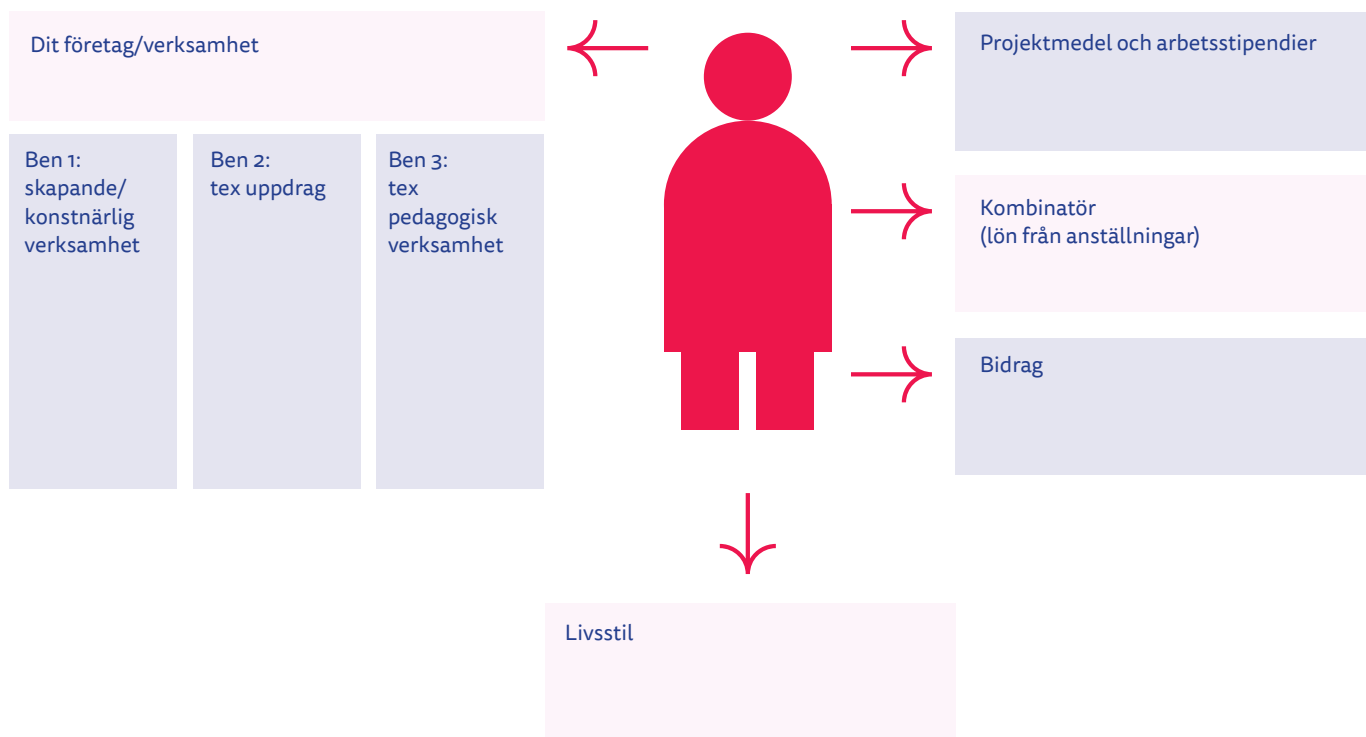 Dit företag/verksamhet
Ben 1:
skapande/
konstnärlig
verksamhet
Ben 2:
tex uppdrag
Ben 3:
tex
pedagogisk
verksamhet
Projektmedel och arbetsstipendier
Kombinatör
(lön från anställningar)
Bidrag
Livsstil